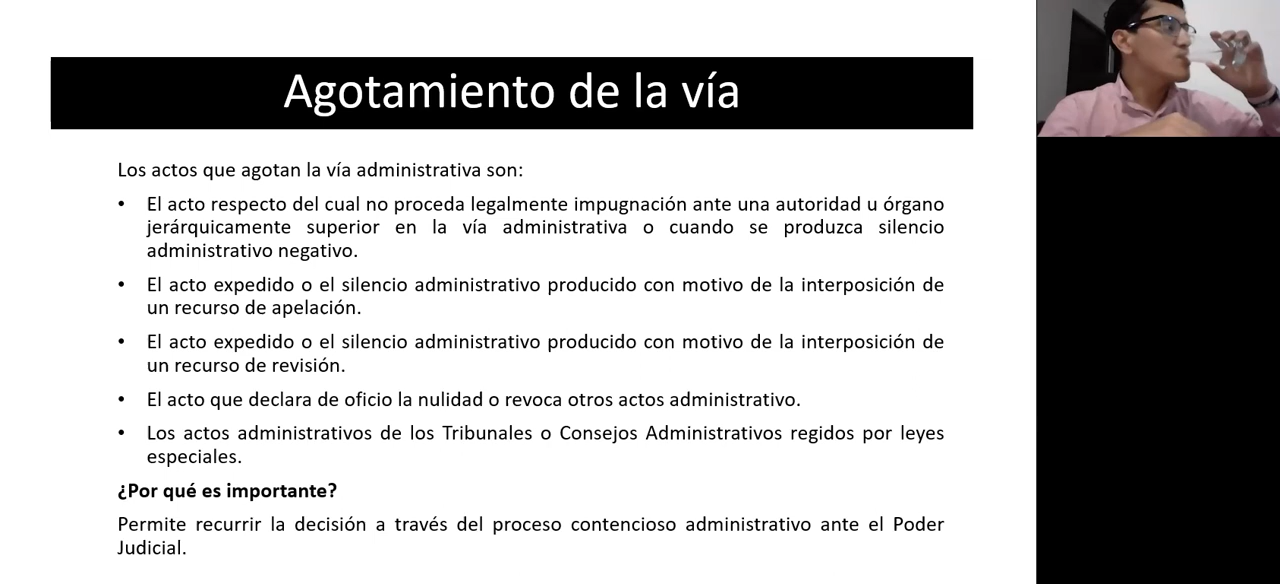 Agotamiento de la vía
Los actos que agotan la vía administrativa son:
• El acto respecto del cual no proceda legalmente impugnación ante una autoridad u órgano
jerárquicamente superior en la vía administrativa o cuando se produzca silencio
administrativo negativo.
• El acto expedido o el silencio administrativo producido con motivo de la interposición de
un recurso de apelación.
• El acto expedido o el silencio administrativo producido con motivo de la interposición de
un recurso de revisión.
• El acto que declara de oficio la nulidad o revoca otros actos administrativo.
• Los actos administrativos de los Tribunales o Consejos Administrativos regidos por leyes
especiales.
¿Por qué es importante?
Permite recurrir la decisión a través del proceso contencioso administrativo ante el Poder
Judicial.